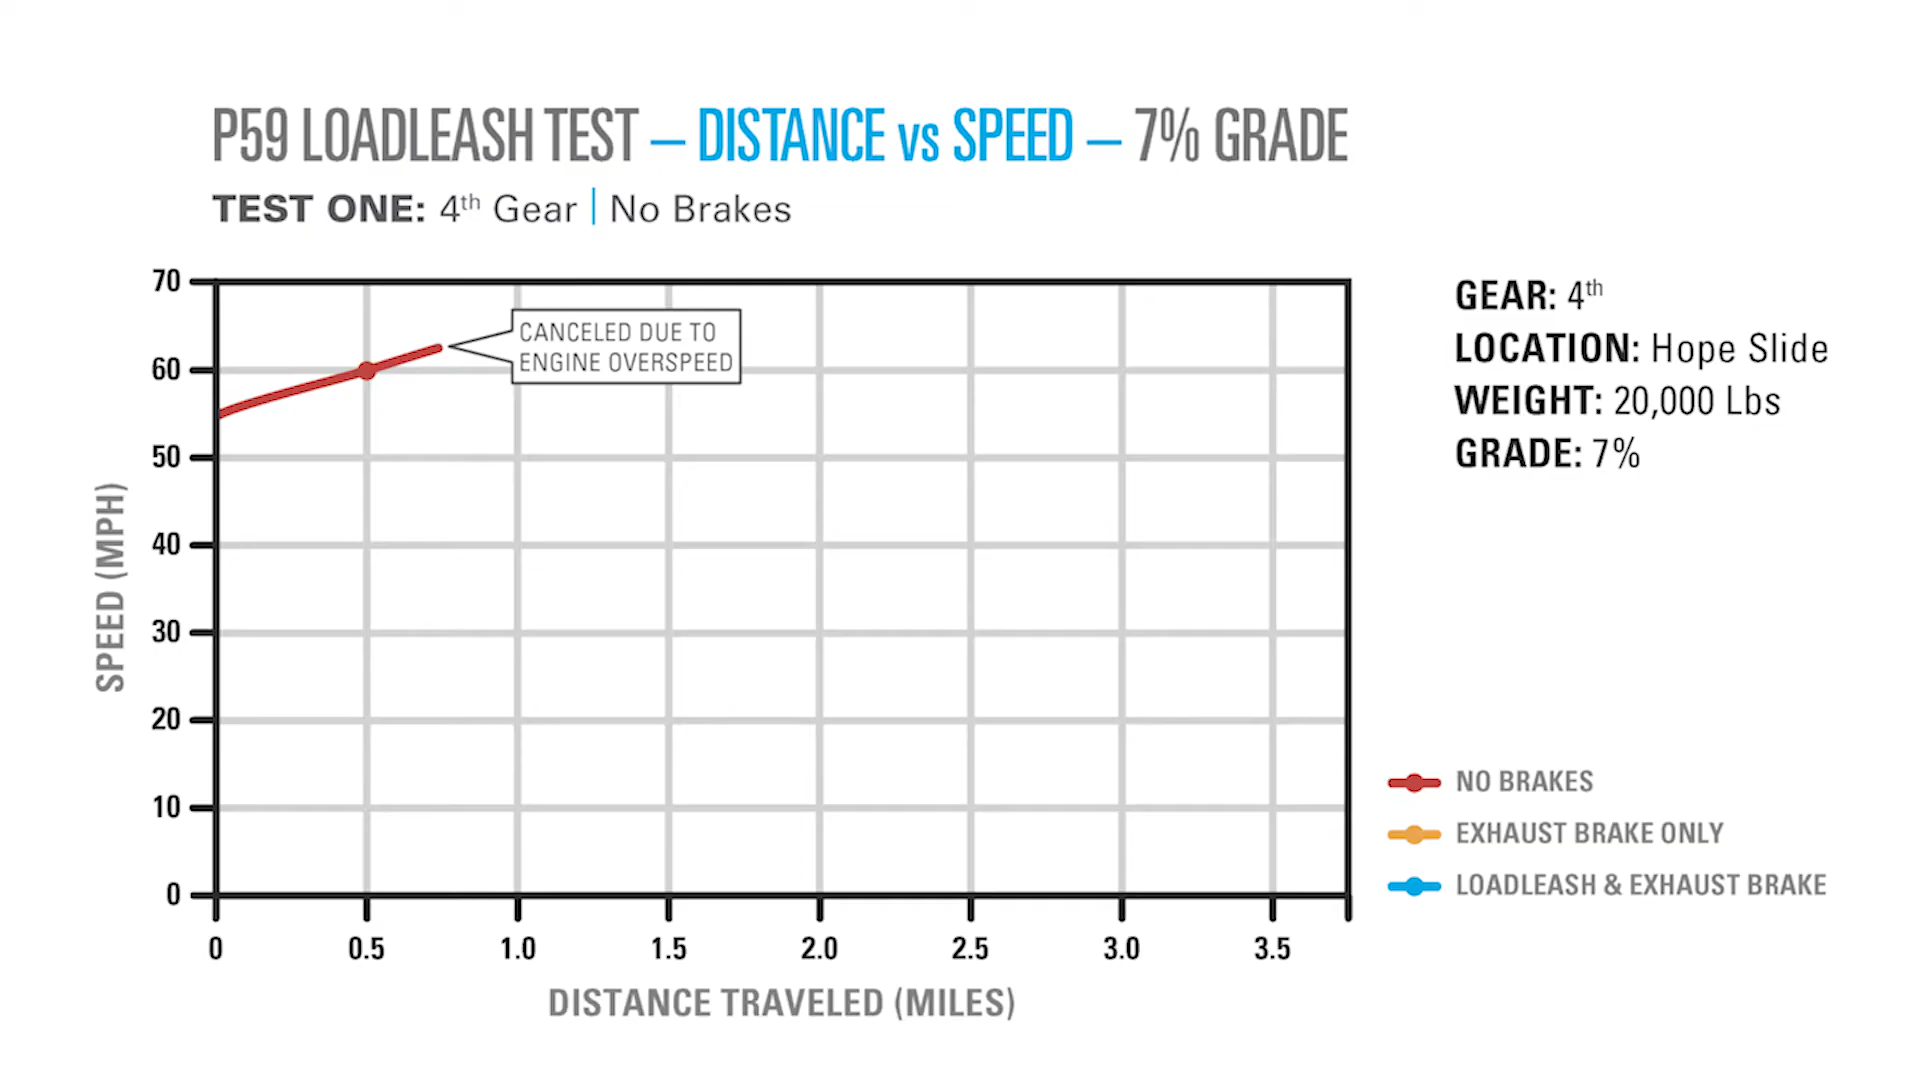 P59 LOADLEASH TEST – DISTANCE vs SPEED – 7% GRADE
TEST ONE: 4th Gear | No Brakes
70
60
50
40
30
20
10
0
SPEED (MPH)
CANCELED DUE TO
ENGINE OVERSPEED
0 0.5 1.0 1.5 2.0 2.5 3.0 3.5
DISTANCE TRAVELED (MILES)
GEAR: 4th
LOCATION: Hope Slide
WEIGHT: 20,000 Lbs
GRADE: 7%
NO BRAKES
EXHAUST BRAKE ONLY
LOADLEASH & EXHAUST BRAKE